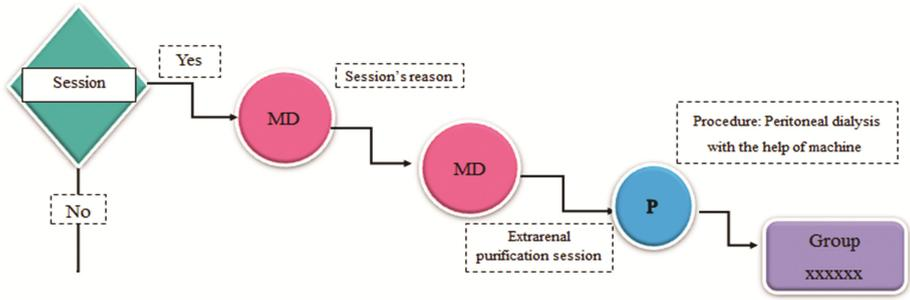 Session
Yes
No
MD
Session's reason
MD
Extrarenal
purification session
P
Procedure: Peritoneal dialysis
with the help of machine
Group
xxxxxx